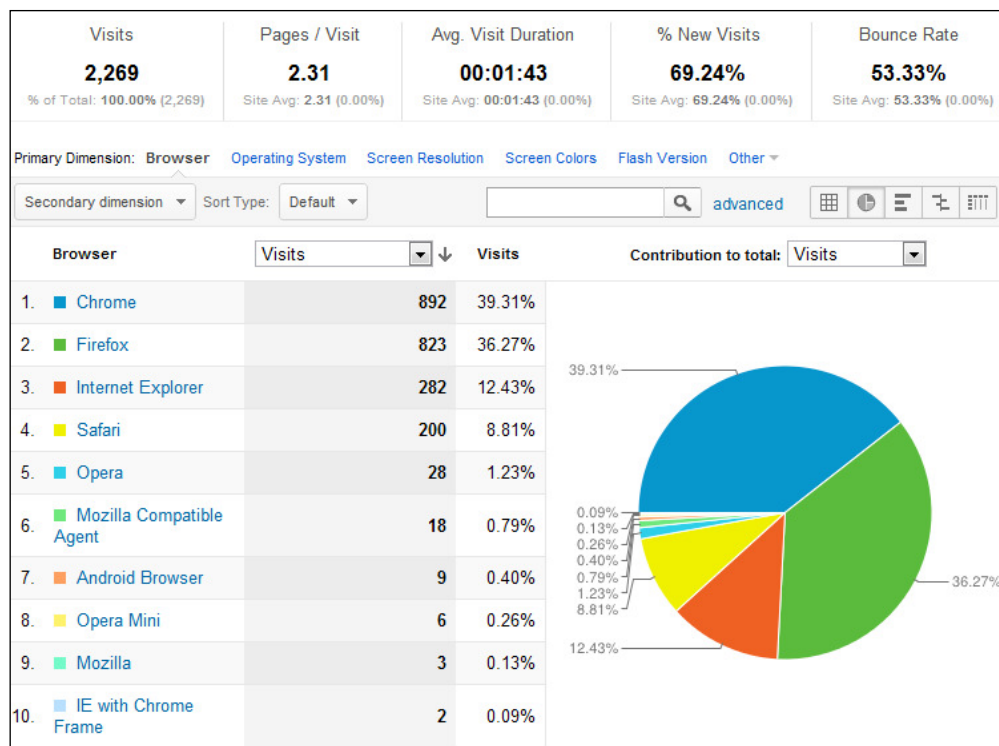 Visits Pages / Visit Avg. Visit Duration % New Visits Bounce Rate
2,269 2.31 00:01:43 69.24% 53.33%
% of Total: 100.00% (2,269) Site Avg: 2.31 (0.00%) Site Avg: 00:01:43 (0.00%) Site Avg: 69.24% (0.00%) Site Avg: 53.33% (0.00%)
Primary Dimension: Browser Operating System Screen Resolution Screen Colors Flash Version Other
Secondary dimension Sort Type: Default advanced
Browser Visits Visits Contribution to total: Visits
1. Chrome 892 39.31%
2. Firefox 823 36.27%
3. Internet Explorer 282 12.43%
4. Safari 200 8.81%
5. Opera 28 1.23%
6. Mozilla Compatible
Agent 18 0.79%
7. Android Browser 9 0.40%
8. Opera Mini 6 0.26%
9. Mozilla 3 0.13%
10. IE with Chrome
Frame 2 0.09%
39.31%
0.09%
0.13%
0.26%
0.40%
0.79%
1.23%
8.81%
12.43%
36.27%